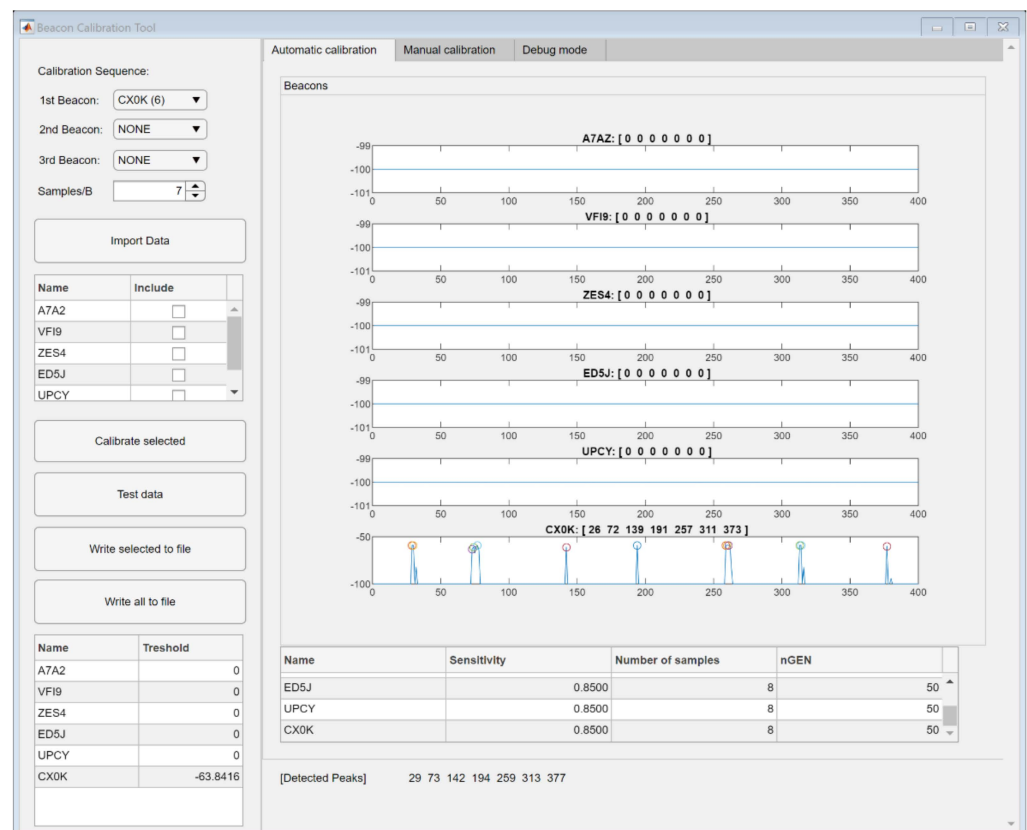 Beacon Calibration Tool
Calibration Sequence:
1st Beacon: CX0K (6)
2nd Beacon: NONE
3rd Beacon: NONE
Samples/B 7
Import Data
Name Include
A7A2
VFI9
ZES4
ED5J
UPCY
Calibrate selected
Test data
Write selected to file
Write all to file
Name Treshold
A7A2 0
VFI9 0
ZES4 0
ED5J 0
UPCY 0
CX0K -63.8416
Automatic calibration Manual calibration Debug mode
Beacons
A7AZ: [ 0 0 0 0 0 0 0 ]
-99
-100
-101
0 50 100 150 200 250 300 350 400
VFI9: [ 0 0 0 0 0 0 0 ]
-99
-100
-101
0 50 100 150 200 250 300 350 400
ZES4: [ 0 0 0 0 0 0 0 ]
-99
-100
-101
0 50 100 150 200 250 300 350 400
ED5J: [ 0 0 0 0 0 0 0 ]
-99
-100
-101
0 50 100 150 200 250 300 350 400
UPCY: [ 0 0 0 0 0 0 0 ]
-99
-100
-101
0 50 100 150 200 250 300 350 400
CX0K: [ 26 72 139 191 257 311 373 ]
-50
-100
0 50 100 150 200 250 300 350 400
Name Sensitivity Number of samples nGEN
ED5J 0.8500 8 50
UPCY 0.8500 8 50
CX0K 0.8500 8 50
[Detected Peaks] 29 73 142 194 259 313 377